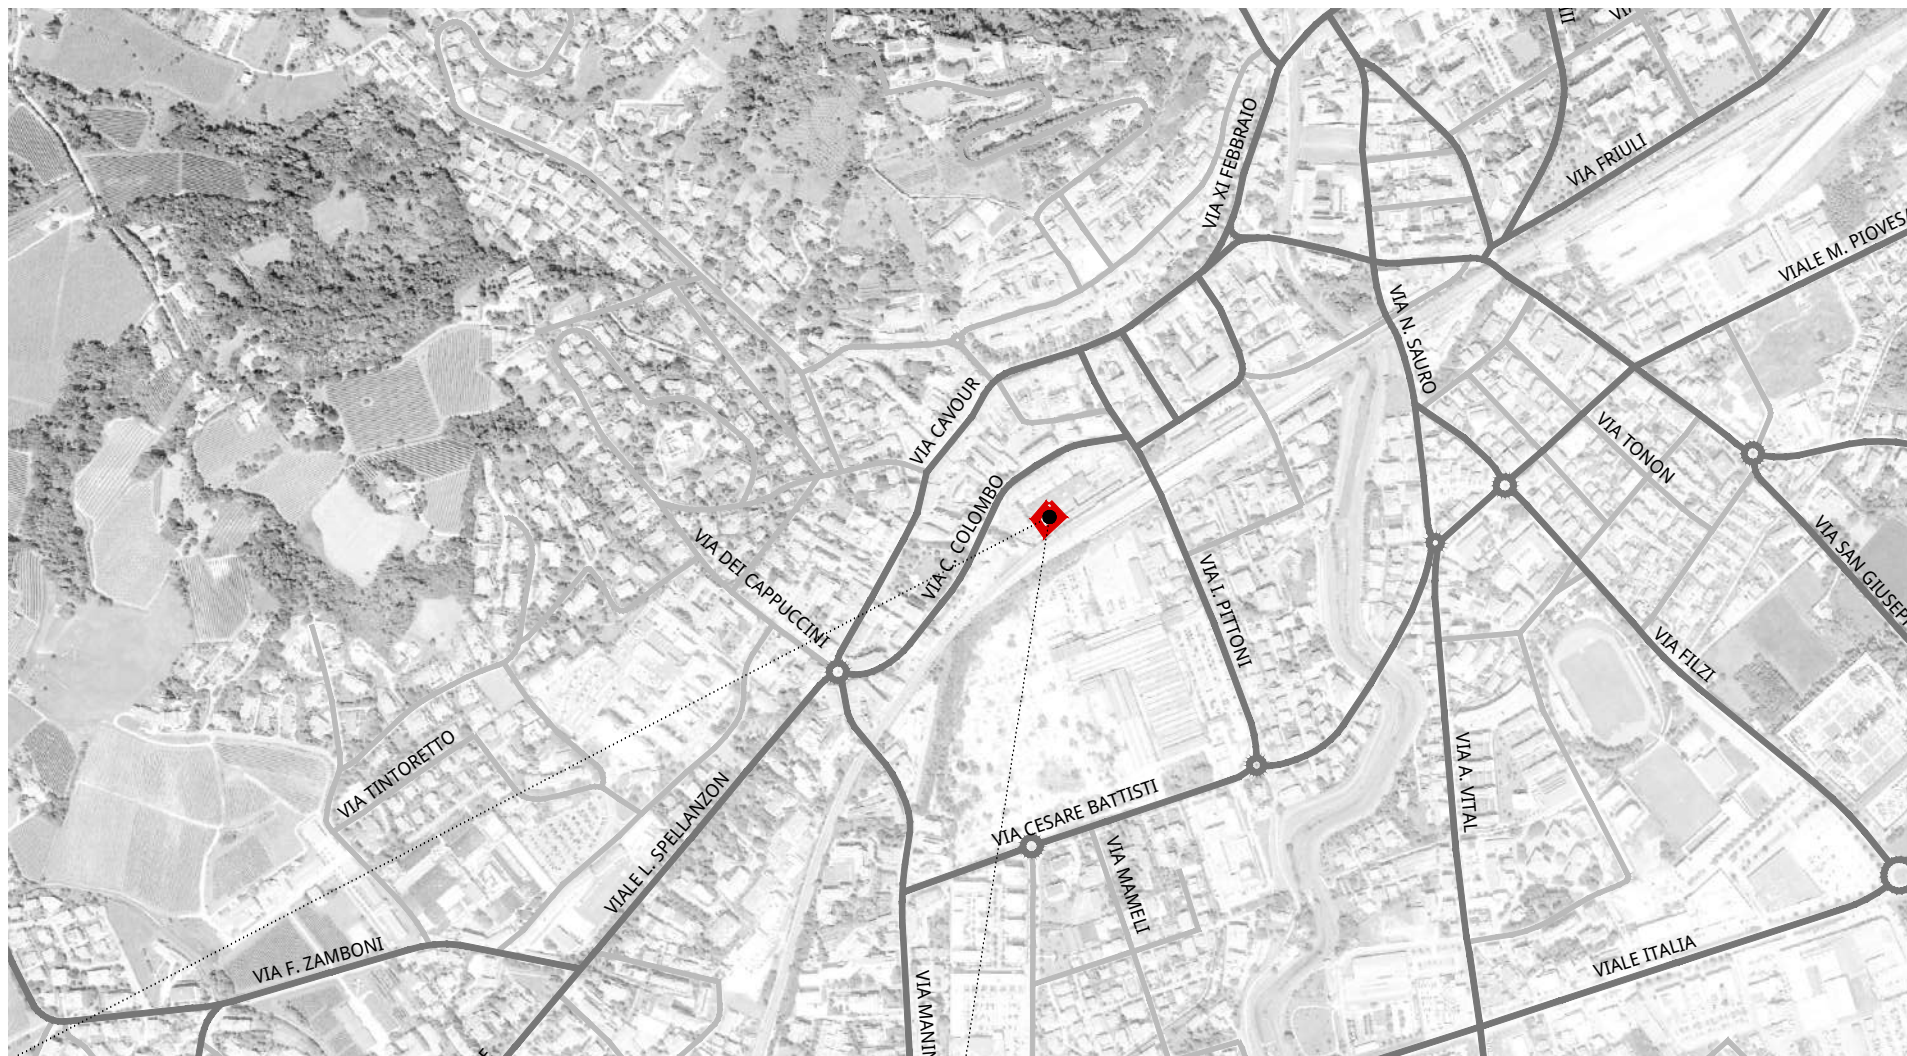 VIA XI FEBBRAIO
VIA FRIULI
VIALE M. PIOVES
VIA N. SAURO
VIA CAVOUR
VIA TONON
VIA C. COLOMBO
VIA DEI CAPPUCCINI
VIA I. PITTONI
VIA SAN GIUSEPP
VIA FILZI
VIA TINTORETTO
VIALE L. SPELLANZON
VIA CESARE BATTISTI
VIA A. VITAL
VIA MAMELI
VIA F. ZAMBONI
VIALE ITALIA
VIA MANIN